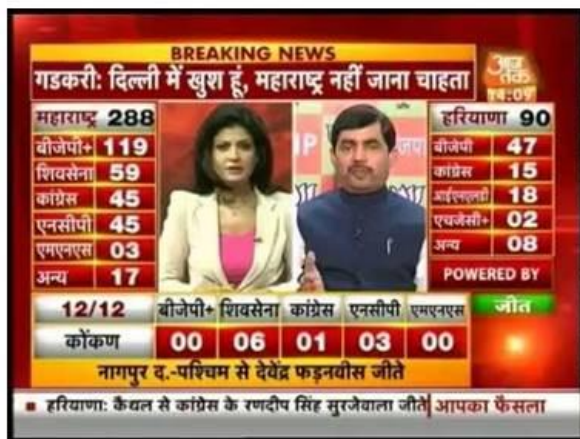 BREAKING NEWS
गडकरी: दिल्ली में खुश हूं, महाराष्ट्र नहीं जाना चाहता
आज तक
14:09
महाराष्ट्र 288
बीजेपी+ 119
शिवसेना 59
कांग्रेस 45
एनसीपी 45
एमएनएस 03
अन्य 17
हरियाणा 90
बीजेपी 47
कांग्रेस 15
आईएनएलडी 18
एचजेसी+ 02
अन्य 08
POWERED BY
12/12 बीजेपी+ शिवसेना कांग्रेस एनसीपी एमएनएस
कोंकण 00 06 01 03 00
जीत
नागपुर द.-पश्चिम से देवेंद्र फड़नवीस जीते
हरियाणा: कैथल से कांग्रेस के रणदीप सिंह सुरजेवाला जीते
आपका फैसला